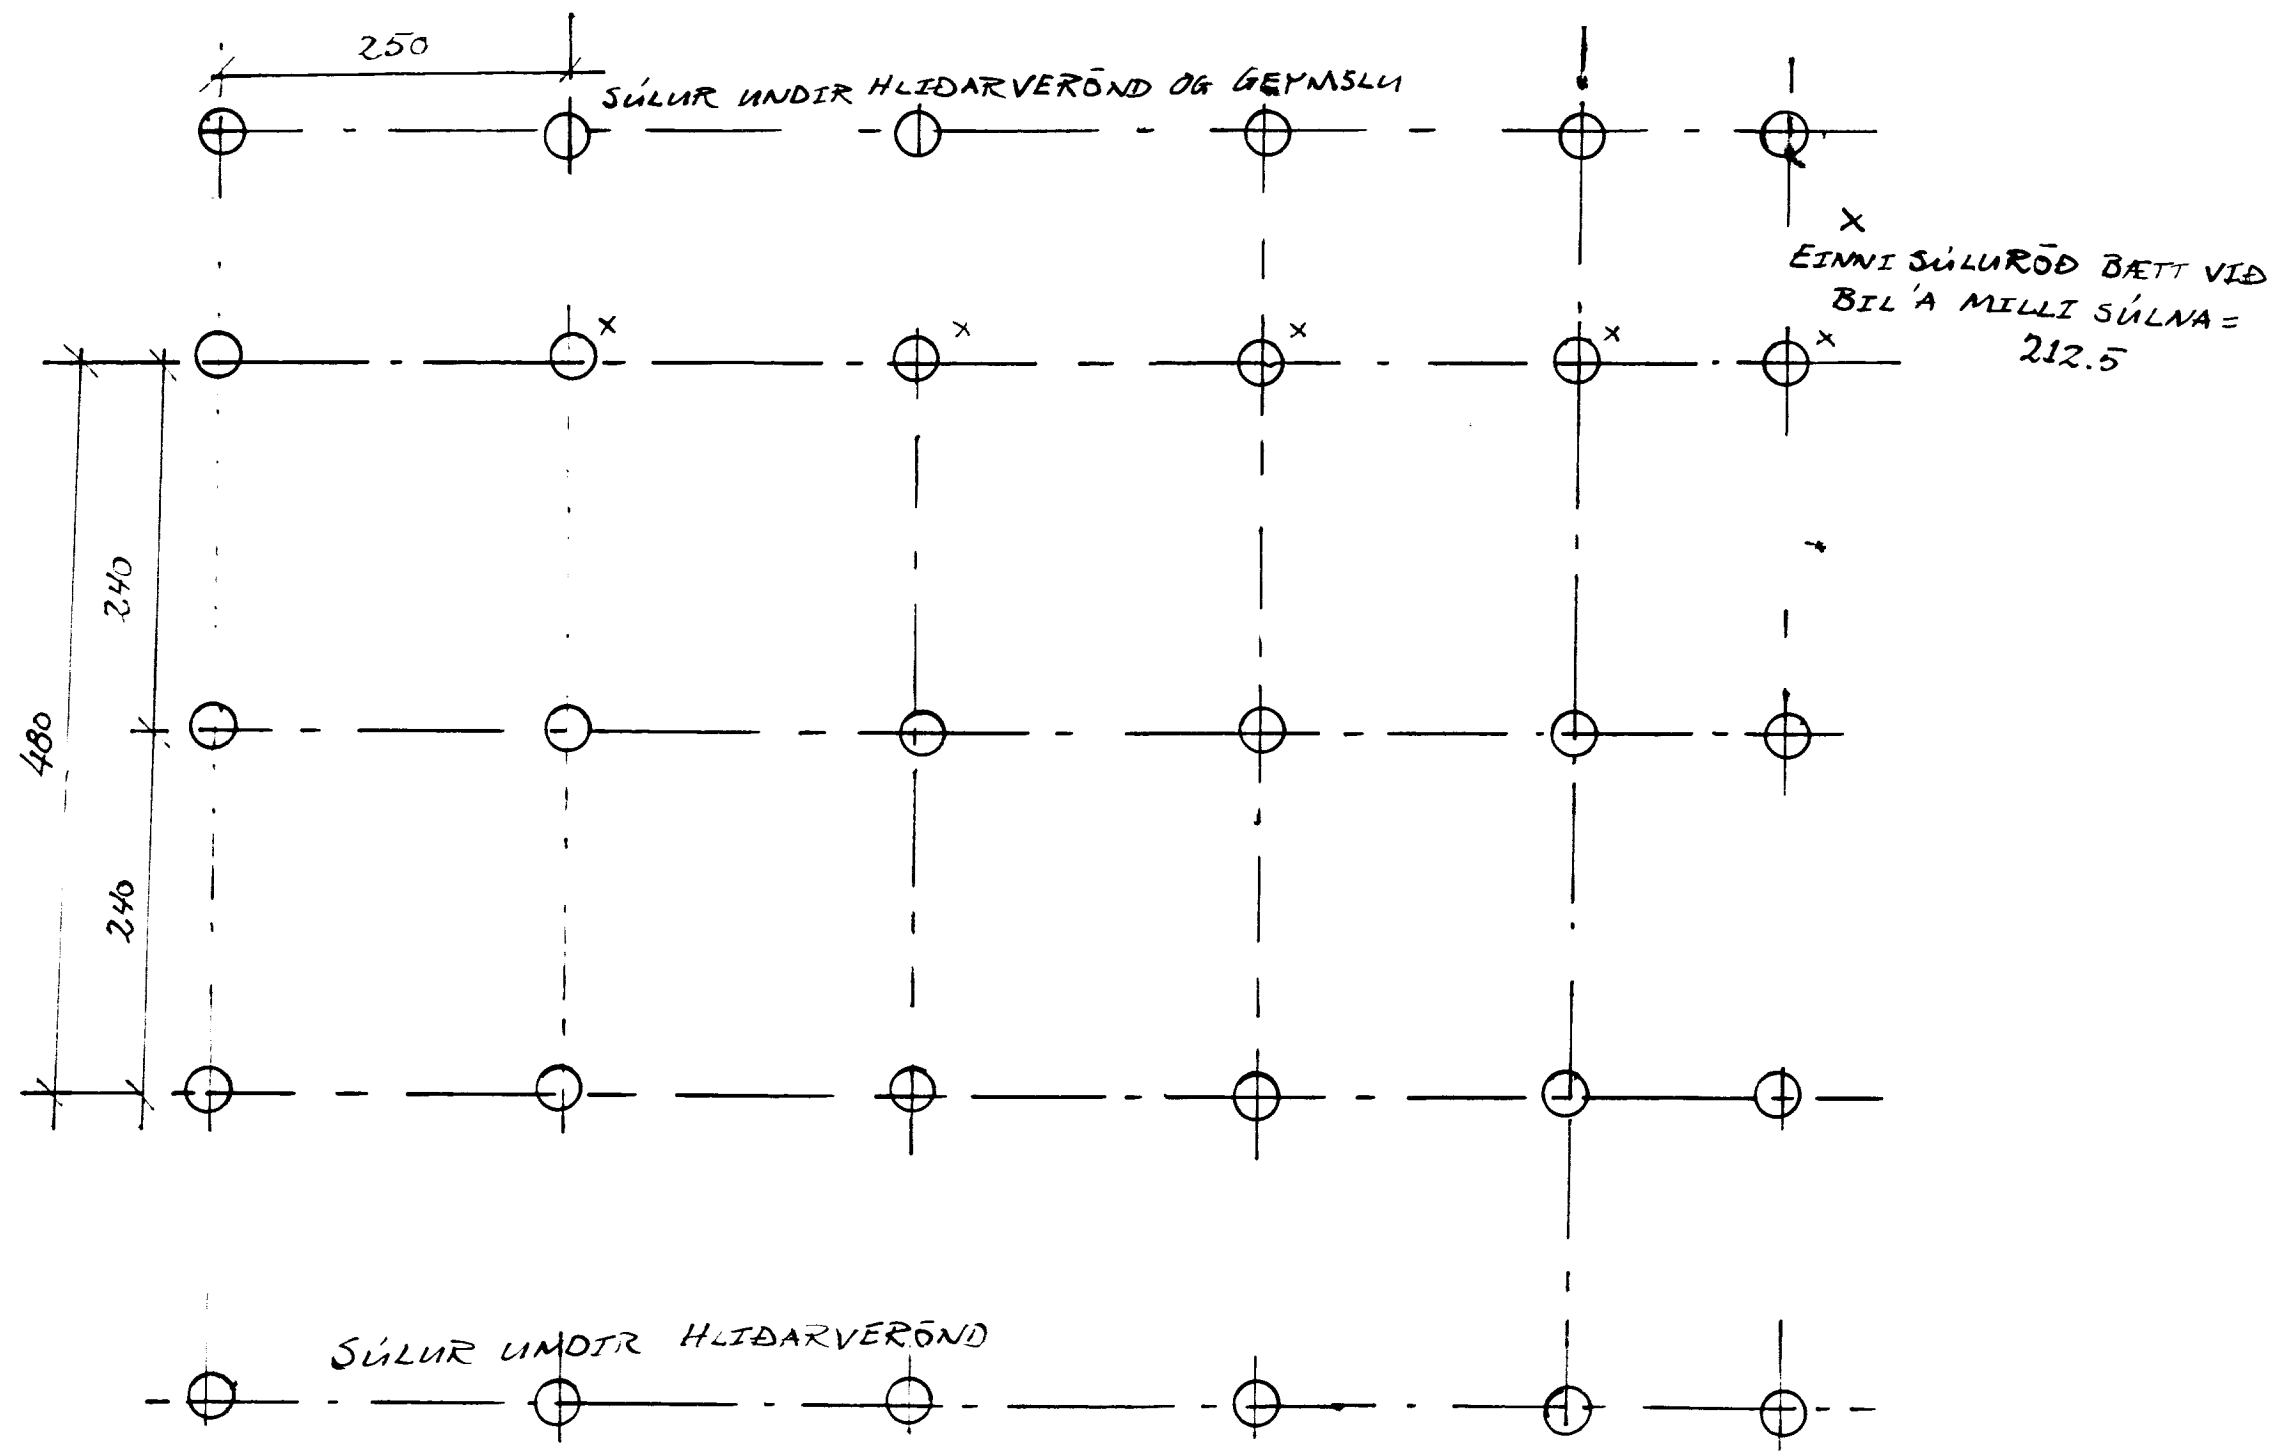 250
SÚLUR UNDIR HLIÐARVERÖND OG GEYMSLU
X
EINNI SÚLURÖÐ BÆTT VIÐ
BIL Á MILLI SÚLNA =
212.5
x x x x x
240
480
240
SÚLUR UNDIR HLIÐARVERÖND